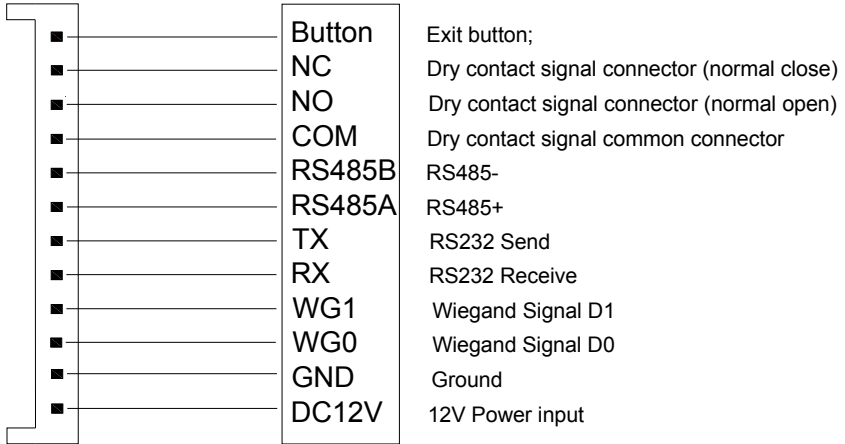 Button Exit button;
NC Dry contact signal connector (normal close)
NO Dry contact signal connector (normal open)
COM Dry contact signal common connector
RS485B RS485-
RS485A RS485+
TX RS232 Send
RX RS232 Receive
WG1 Wiegand Signal D1
WG0 Wiegand Signal D0
GND Ground
DC12V 12V Power input